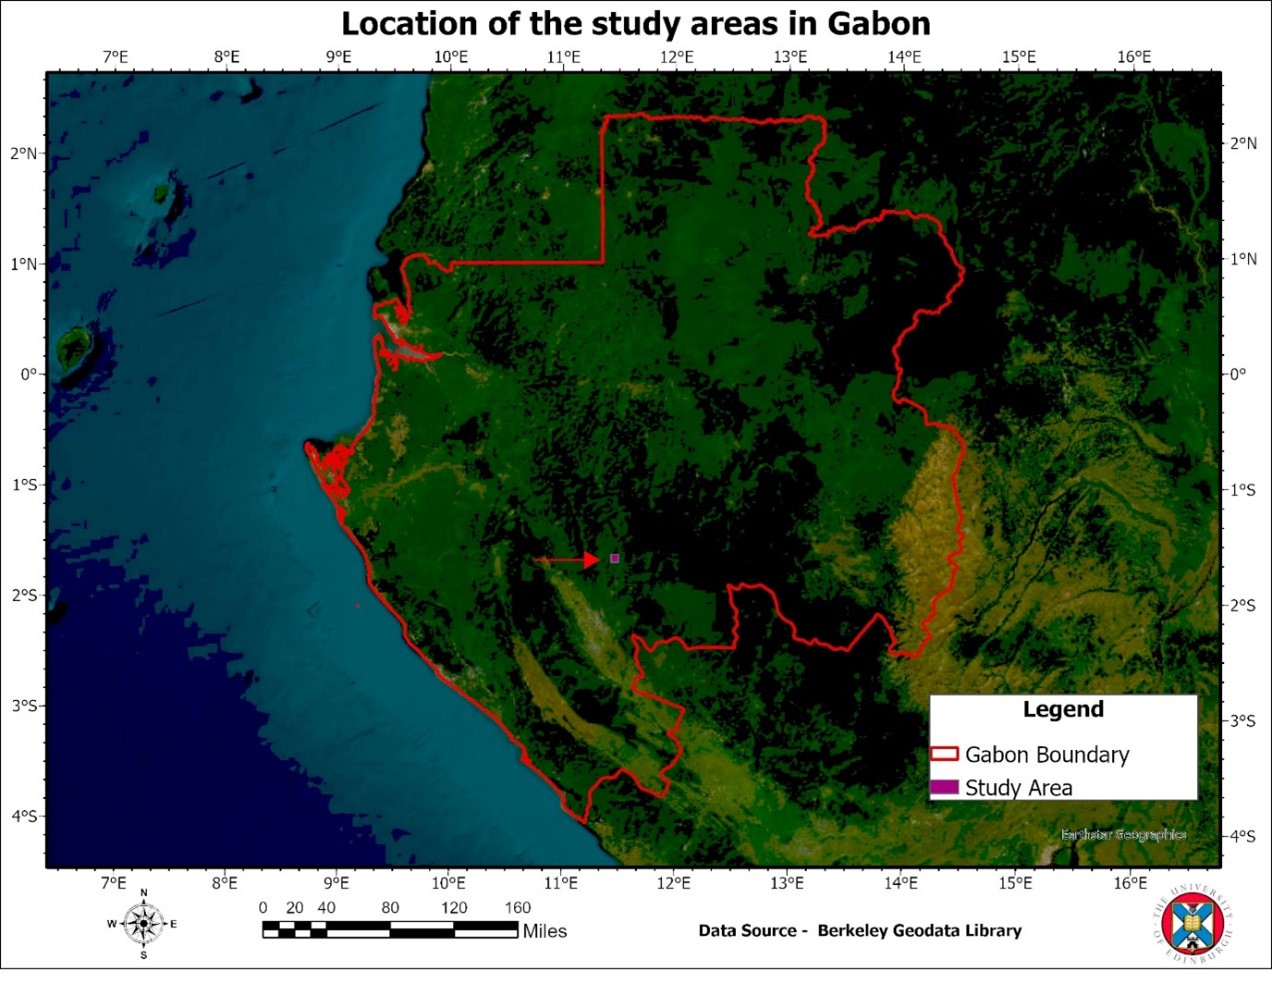 Location of the study areas in Gabon
7°E 8°E 9°E 10°E 11°E 12°E 13°E 14°E 15°E 16°E
2°N 2°N
1°N 1°N
0° 0°
1°S 1°S
2°S 2°S
3°S 3°S
4°S 4°S
Legend
Gabon Boundary
Study Area
Earthstar Geographics
7°E 8°E 9°E 10°E 11°E 12°E 13°E 14°E 15°E 16°E
N
W E
S
0 20 40 80 120 160
Miles
Data Source - Berkeley Geodata Library
THE UNIVERSITY
OF EDINBURGH